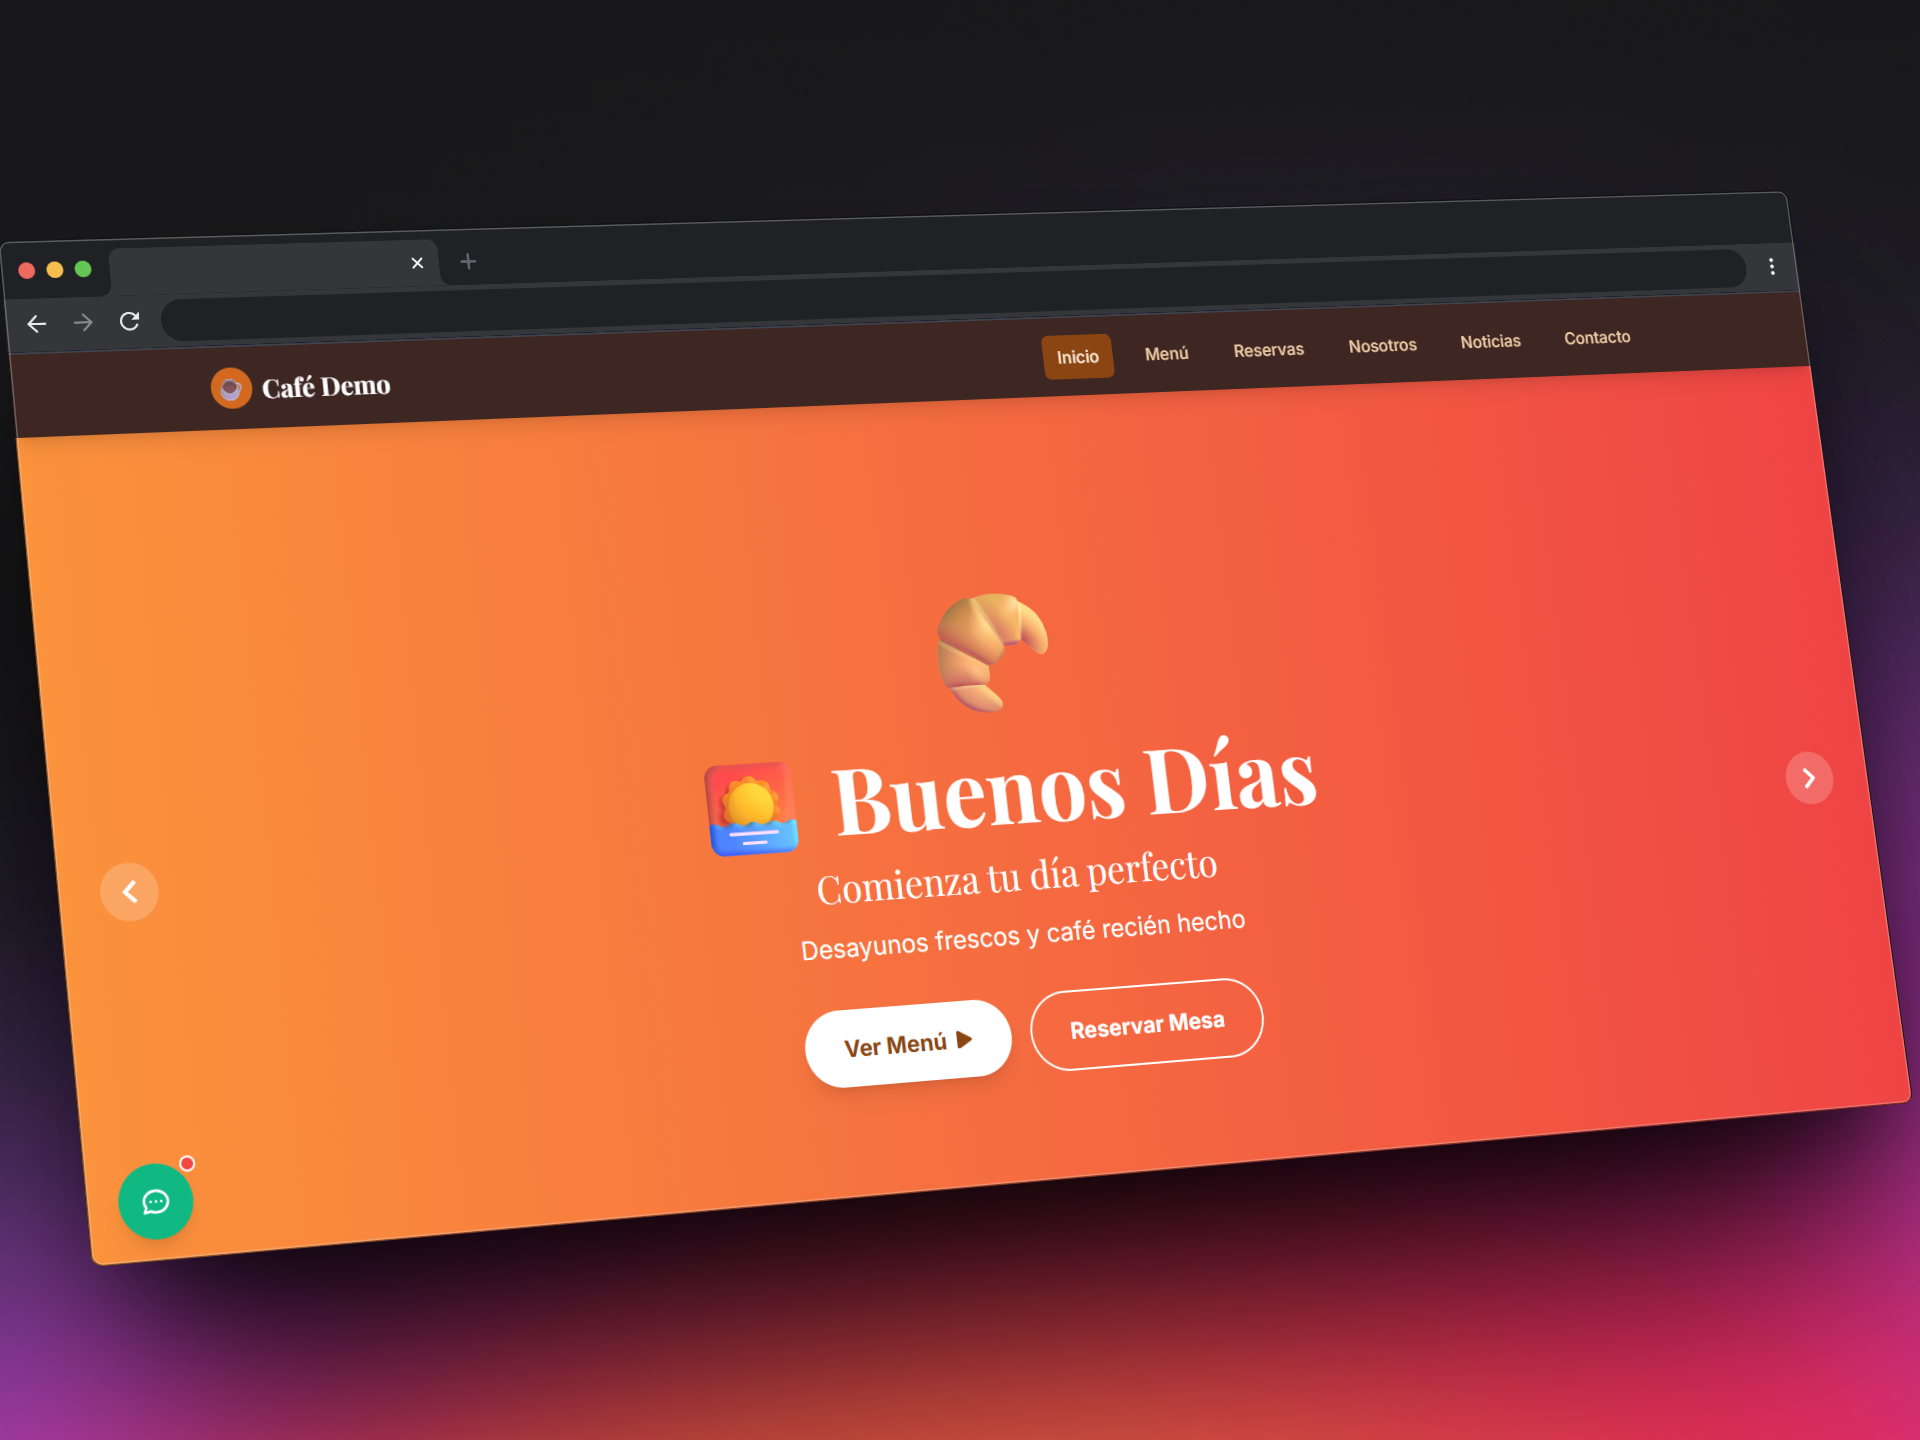 Café Demo
Inicio
Menú
Reservas
Nosotros
Noticias
Contacto
Buenos Días
Comienza tu día perfecto
Desayunos frescos y café recién hecho
Ver Menú
Reservar Mesa